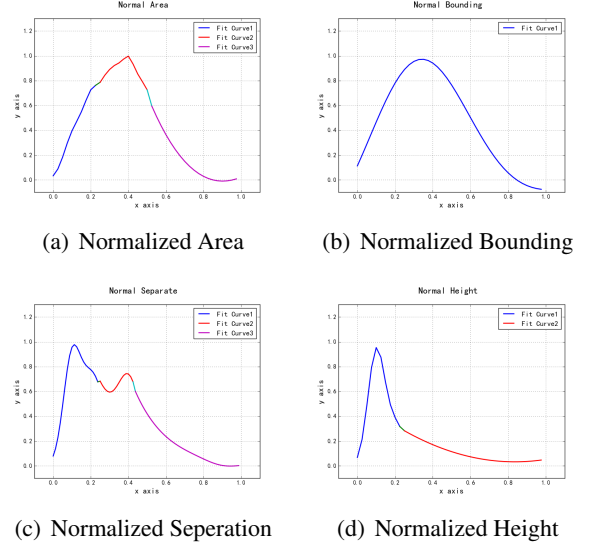 Normal Area
Fit Curve1
Fit Curve2
Fit Curve3
y axis
1.2
1.0
0.8
0.6
0.4
0.2
0.0
0.0 0.2 0.4 0.6 0.8 1.0
x axis
(a) Normalized Area
Normal Bounding
Fit Curve1
y axis
1.2
1.0
0.8
0.6
0.4
0.2
0.0
0.0 0.2 0.4 0.6 0.8 1.0
x axis
(b) Normalized Bounding
Normal Separate
Fit Curve1
Fit Curve2
Fit Curve3
y axis
1.2
1.0
0.8
0.6
0.4
0.2
0.0
0.0 0.2 0.4 0.6 0.8 1.0
x axis
(c) Normalized Seperation
Normal Height
Fit Curve1
Fit Curve2
y axis
1.2
1.0
0.8
0.6
0.4
0.2
0.0
0.0 0.2 0.4 0.6 0.8 1.0
x axis
(d) Normalized Height